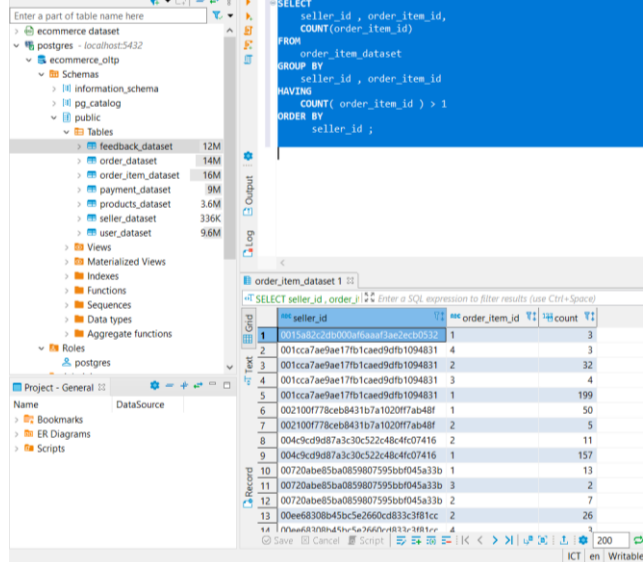 Enter a part of table name here
ecommerce dataset
postgres - localhost:5432
ecommerce_oltp
Schemas
information_schema
pg_catalog
public
Tables
feedback_dataset 12M
order_dataset 14M
order_item_dataset 16M
payment_dataset 9M
products_dataset 3.6M
seller_dataset 336K
user_dataset 9.6M
Views
Materialized Views
Indexes
Functions
Sequences
Data types
Aggregate functions
Roles
postgres
Project - General
Name DataSource
Bookmarks
ER Diagrams
Scripts
SELECT
seller_id , order_item_id,
COUNT(order_item_id)
FROM
order_item_dataset
GROUP BY
seller_id , order_item_id
HAVING
COUNT( order_item_id ) > 1
ORDER BY
seller_id ;
Output
Log
order_item_dataset 1
SELECT seller_id , order_i Enter a SQL expression to filter results (use Ctrl+Space)
Grid
Text
Record
seller_id order_item_id count
1 0015a82c2db000af6aaaf3ae2ecb0532 1 3
2 001cca7ae9ae17fb1caed9dfb1094831 4 3
3 001cca7ae9ae17fb1caed9dfb1094831 2 32
4 001cca7ae9ae17fb1caed9dfb1094831 3 4
5 001cca7ae9ae17fb1caed9dfb1094831 1 199
6 002100f778ceb8431b7a1020ff7ab48f 1 50
7 002100f778ceb8431b7a1020ff7ab48f 2 5
8 004c9cd9d87a3c30c522c48c4fc07416 2 11
9 004c9cd9d87a3c30c522c48c4fc07416 1 157
10 00720abe85ba0859807595bbf045a33b 1 13
11 00720abe85ba0859807595bbf045a33b 3 2
12 00720abe85ba0859807595bbf045a33b 2 7
13 00ee68308b45bc5e2660cd833c3f81cc 2 26
14 00ee68308b45bc5e2660cd833c3f81cc 4 3
Save Cancel Script 200
ICT en Writable